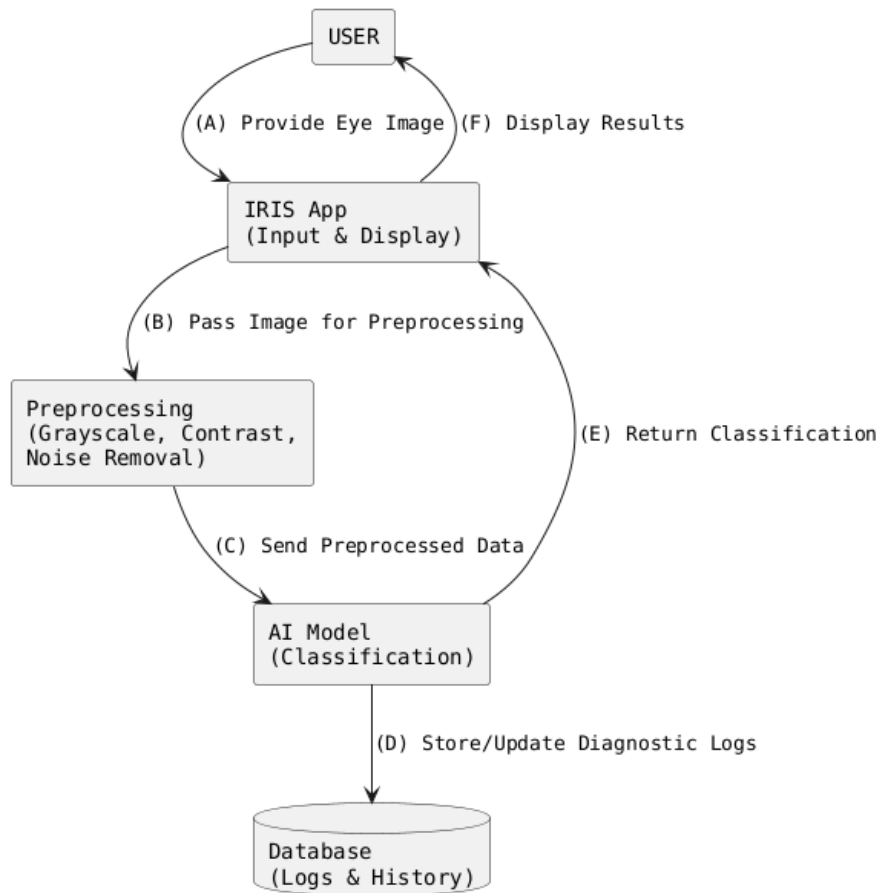 USER
(A) Provide Eye Image
(F) Display Results
IRIS App
(Input & Display)
(B) Pass Image for Preprocessing
Preprocessing
(Grayscale, Contrast,
Noise Removal)
(E) Return Classification
(C) Send Preprocessed Data
AI Model
(Classification)
(D) Store/Update Diagnostic Logs
Database
(Logs & History)